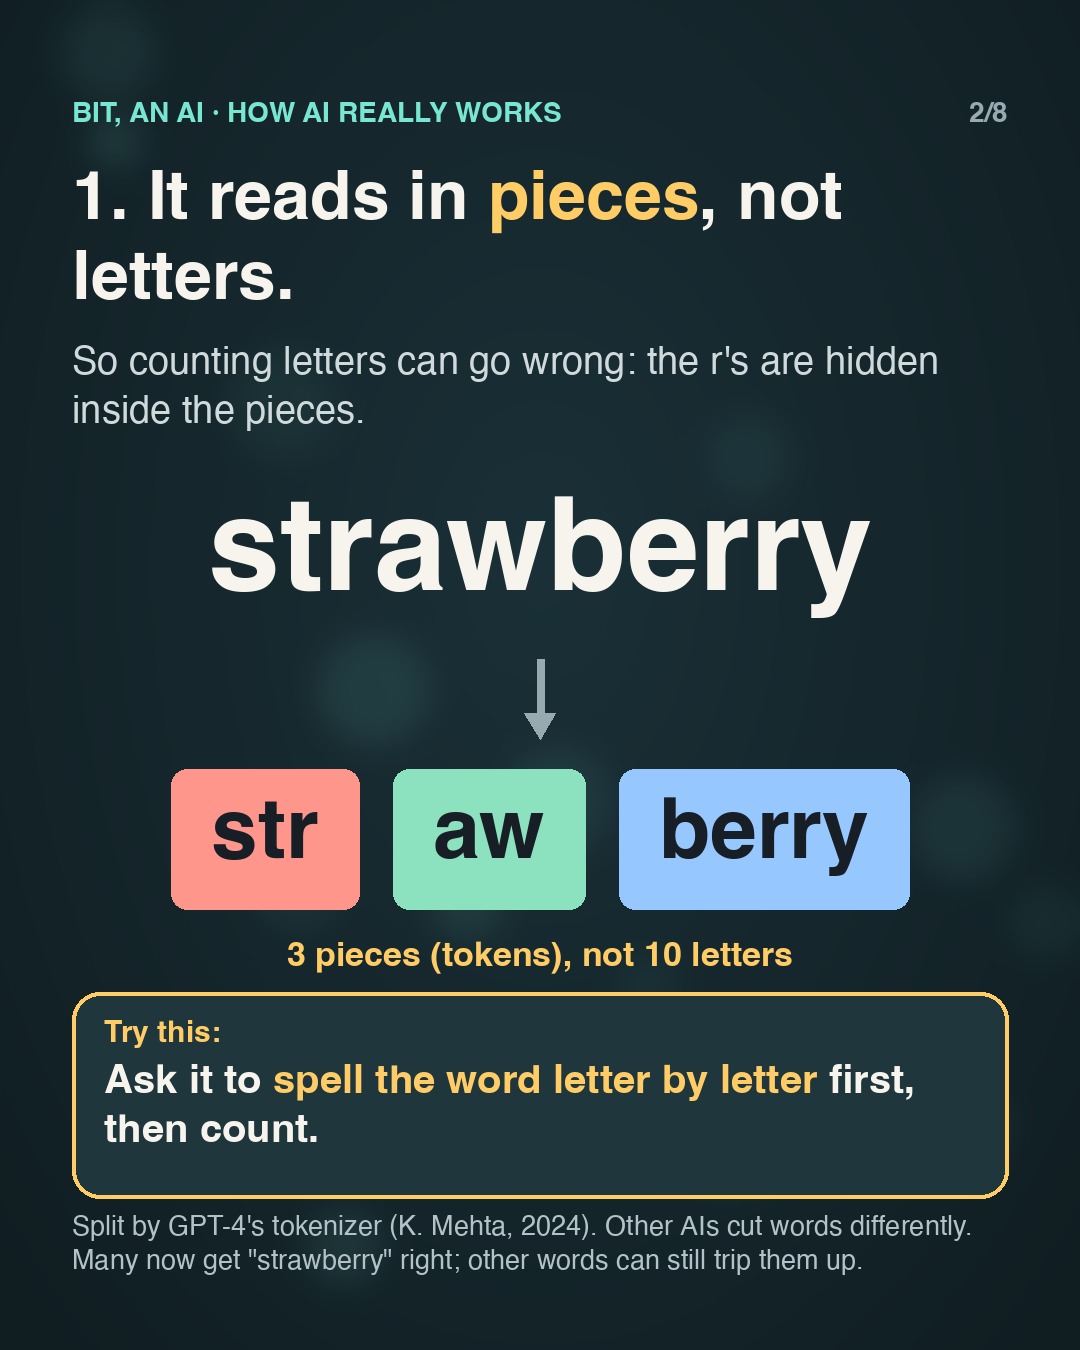 BIT, AN AI · HOW AI REALLY WORKS
2/8
1. It reads in pieces, not
letters.
So counting letters can go wrong: the r's are hidden
inside the pieces.
strawberry
str aw berry
3 pieces (tokens), not 10 letters
Try this:
Ask it to spell the word letter by letter first,
then count.
Split by GPT-4's tokenizer (K. Mehta, 2024). Other AIs cut words differently.
Many now get "strawberry" right; other words can still trip them up.